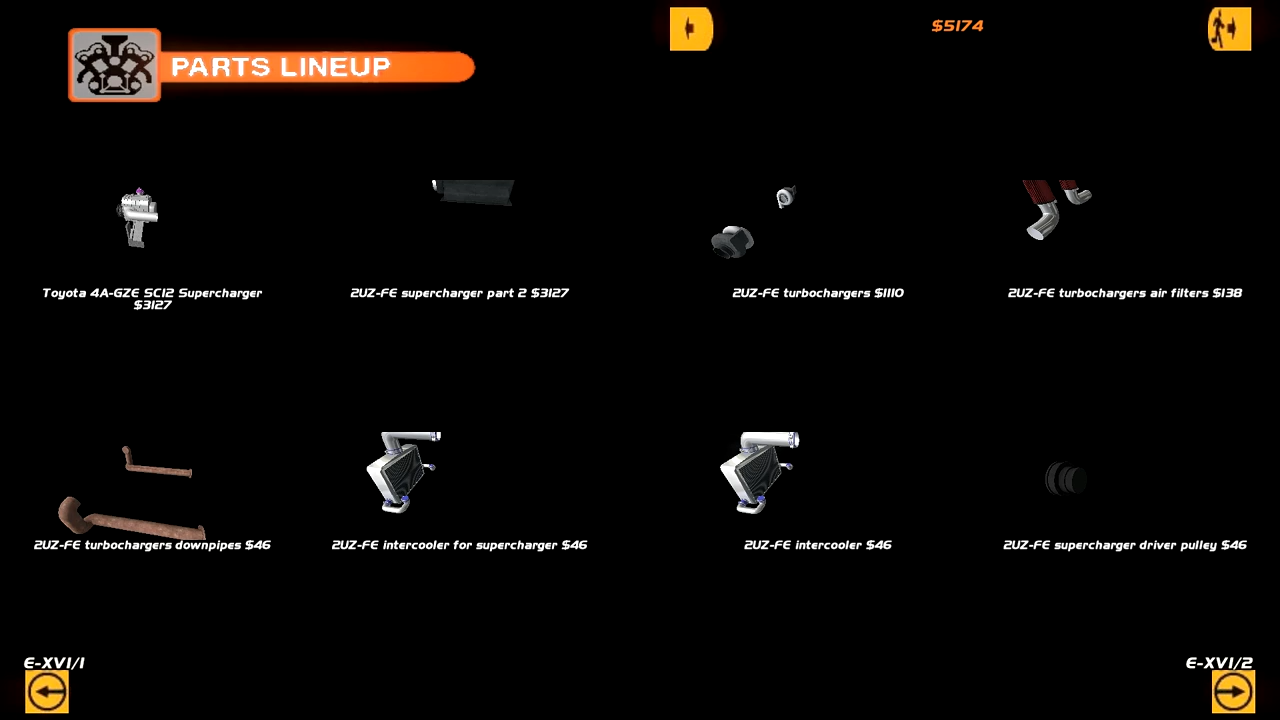 $5174
PARTS LINEUP
Toyota 4A-GZE SC12 Supercharger
$3127
2UZ-FE supercharger part 2 $3127
2UZ-FE turbochargers $1110
2UZ-FE turbochargers air filters $138
2UZ-FE turbochargers downpipes $46
2UZ-FE intercooler for supercharger $46
2UZ-FE intercooler $46
2UZ-FE supercharger driver pulley $46
E-XVI/1
E-XVI/2